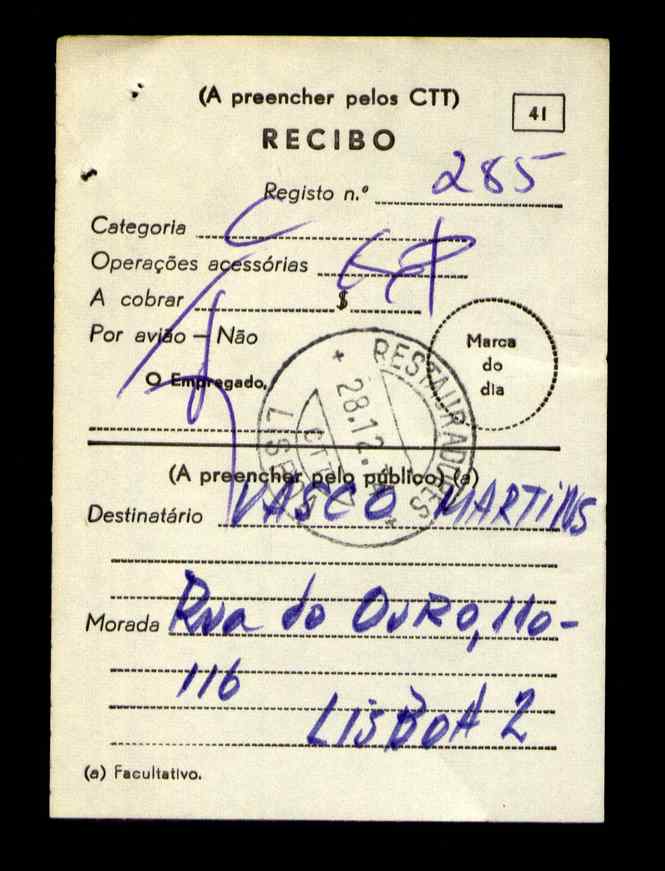 (A preencher pelos CTT)
41
RECIBO
Registo n.º 285
Categoria
Operações acessórias
A cobrar $
Por avião — Não
Marca
do
dia
O Empregado,
RESTAURADORES
28.12.
CTT
LISBOA
(A preencher pelo público) (a)
Destinatário VASCO MARTINS
Morada Rua do OURO, 110-
116
LISBOA 2
(a) Facultativo.